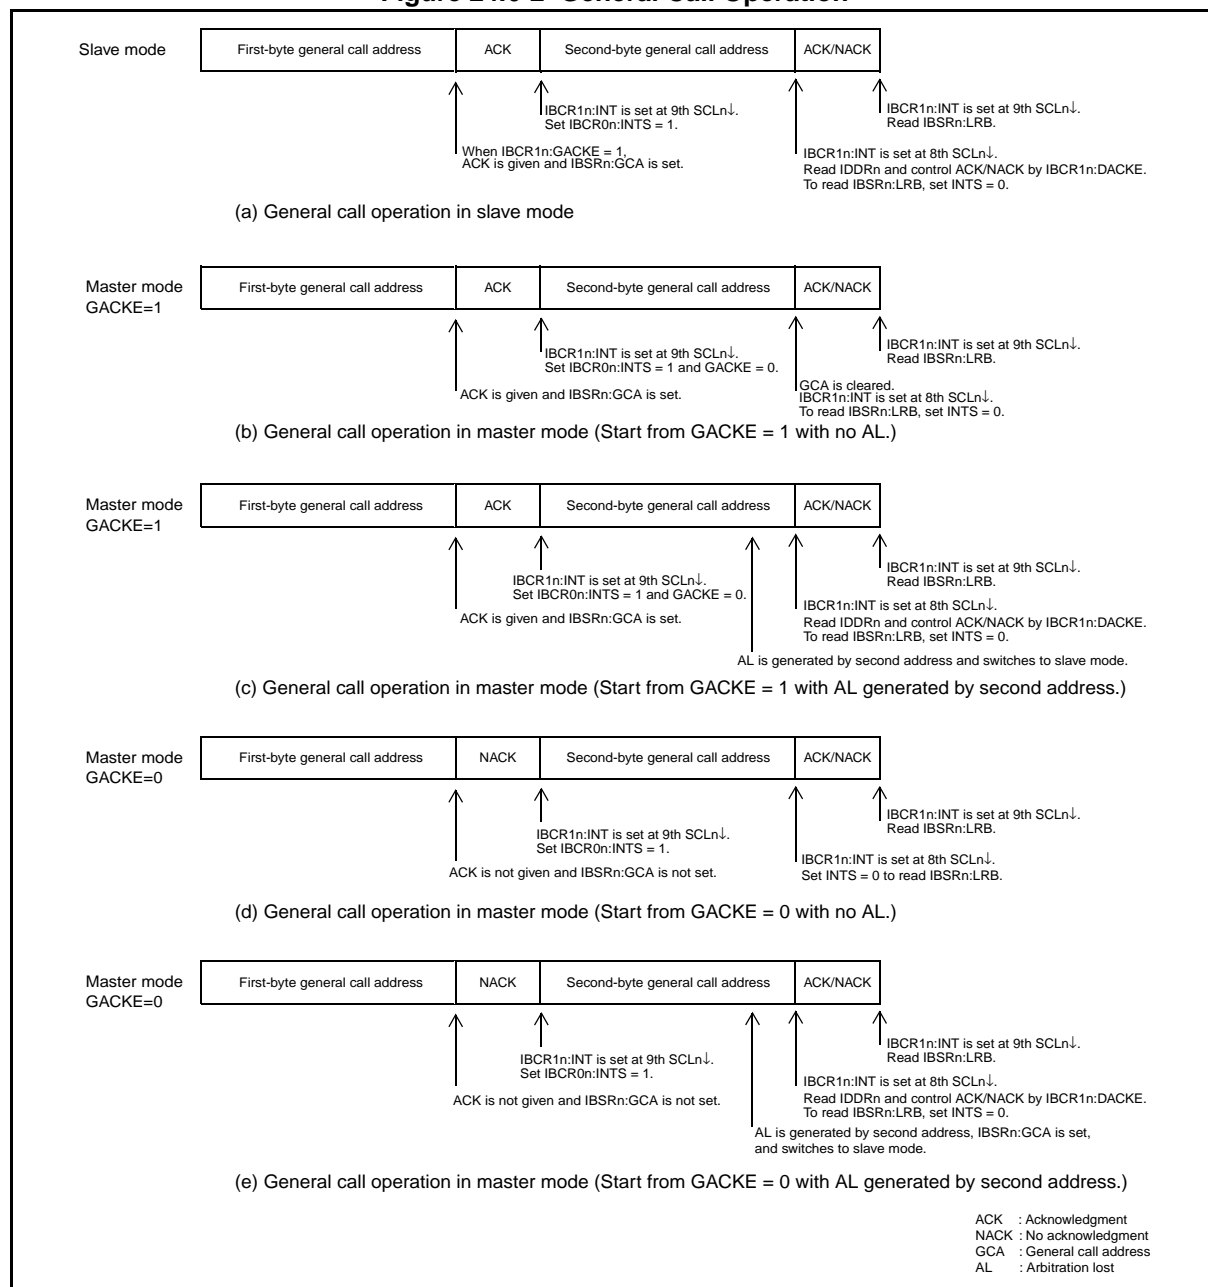 General Call Operation
Slave mode
First-byte general call address ACK Second-byte general call address ACK/NACK
IBCR1n:INT is set at 9th SCLn↓.
Set IBCR0n:INTS = 1.
IBCR1n:INT is set at 9th SCLn↓.
Read IBSRn:LRB.
When IBCR1n:GACKE = 1,
ACK is given and IBSRn:GCA is set.
IBCR1n:INT is set at 8th SCLn↓.
Read IDDRn and control ACK/NACK by IBCR1n:DACKE.
To read IBSRn:LRB, set INTS = 0.
(a) General call operation in slave mode
Master mode
GACKE=1
First-byte general call address ACK Second-byte general call address ACK/NACK
IBCR1n:INT is set at 9th SCLn↓.
Set IBCR0n:INTS = 1 and GACKE = 0.
IBCR1n:INT is set at 9th SCLn↓.
Read IBSRn:LRB.
ACK is given and IBSRn:GCA is set.
GCA is cleared.
IBCR1n:INT is set at 8th SCLn↓.
To read IBSRn:LRB, set INTS = 0.
(b) General call operation in master mode (Start from GACKE = 1 with no AL.)
Master mode
GACKE=1
First-byte general call address ACK Second-byte general call address ACK/NACK
IBCR1n:INT is set at 9th SCLn↓.
Set IBCR0n:INTS = 1 and GACKE = 0.
IBCR1n:INT is set at 9th SCLn↓.
Read IBSRn:LRB.
ACK is given and IBSRn:GCA is set.
IBCR1n:INT is set at 8th SCLn↓.
Read IDDRn and control ACK/NACK by IBCR1n:DACKE.
To read IBSRn:LRB, set INTS = 0.
AL is generated by second address and switches to slave mode.
(c) General call operation in master mode (Start from GACKE = 1 with AL generated by second address.)
Master mode
GACKE=0
First-byte general call address NACK Second-byte general call address ACK/NACK
IBCR1n:INT is set at 9th SCLn↓.
Set IBCR0n:INTS = 1.
IBCR1n:INT is set at 9th SCLn↓.
Read IBSRn:LRB.
ACK is not given and IBSRn:GCA is not set.
IBCR1n:INT is set at 8th SCLn↓.
Set INTS = 0 to read IBSRn:LRB.
(d) General call operation in master mode (Start from GACKE = 0 with no AL.)
Master mode
GACKE=0
First-byte general call address NACK Second-byte general call address ACK/NACK
IBCR1n:INT is set at 9th SCLn↓.
Set IBCR0n:INTS = 1.
IBCR1n:INT is set at 9th SCLn↓.
Read IBSRn:LRB.
ACK is not given and IBSRn:GCA is not set.
IBCR1n:INT is set at 8th SCLn↓.
Read IDDRn and control ACK/NACK by IBCR1n:DACKE.
To read IBSRn:LRB, set INTS = 0.
AL is generated by second address, IBSRn:GCA is set,
and switches to slave mode.
(e) General call operation in master mode (Start from GACKE = 0 with AL generated by second address.)
ACK : Acknowledgment
NACK : No acknowledgment
GCA : General call address
AL : Arbitration lost